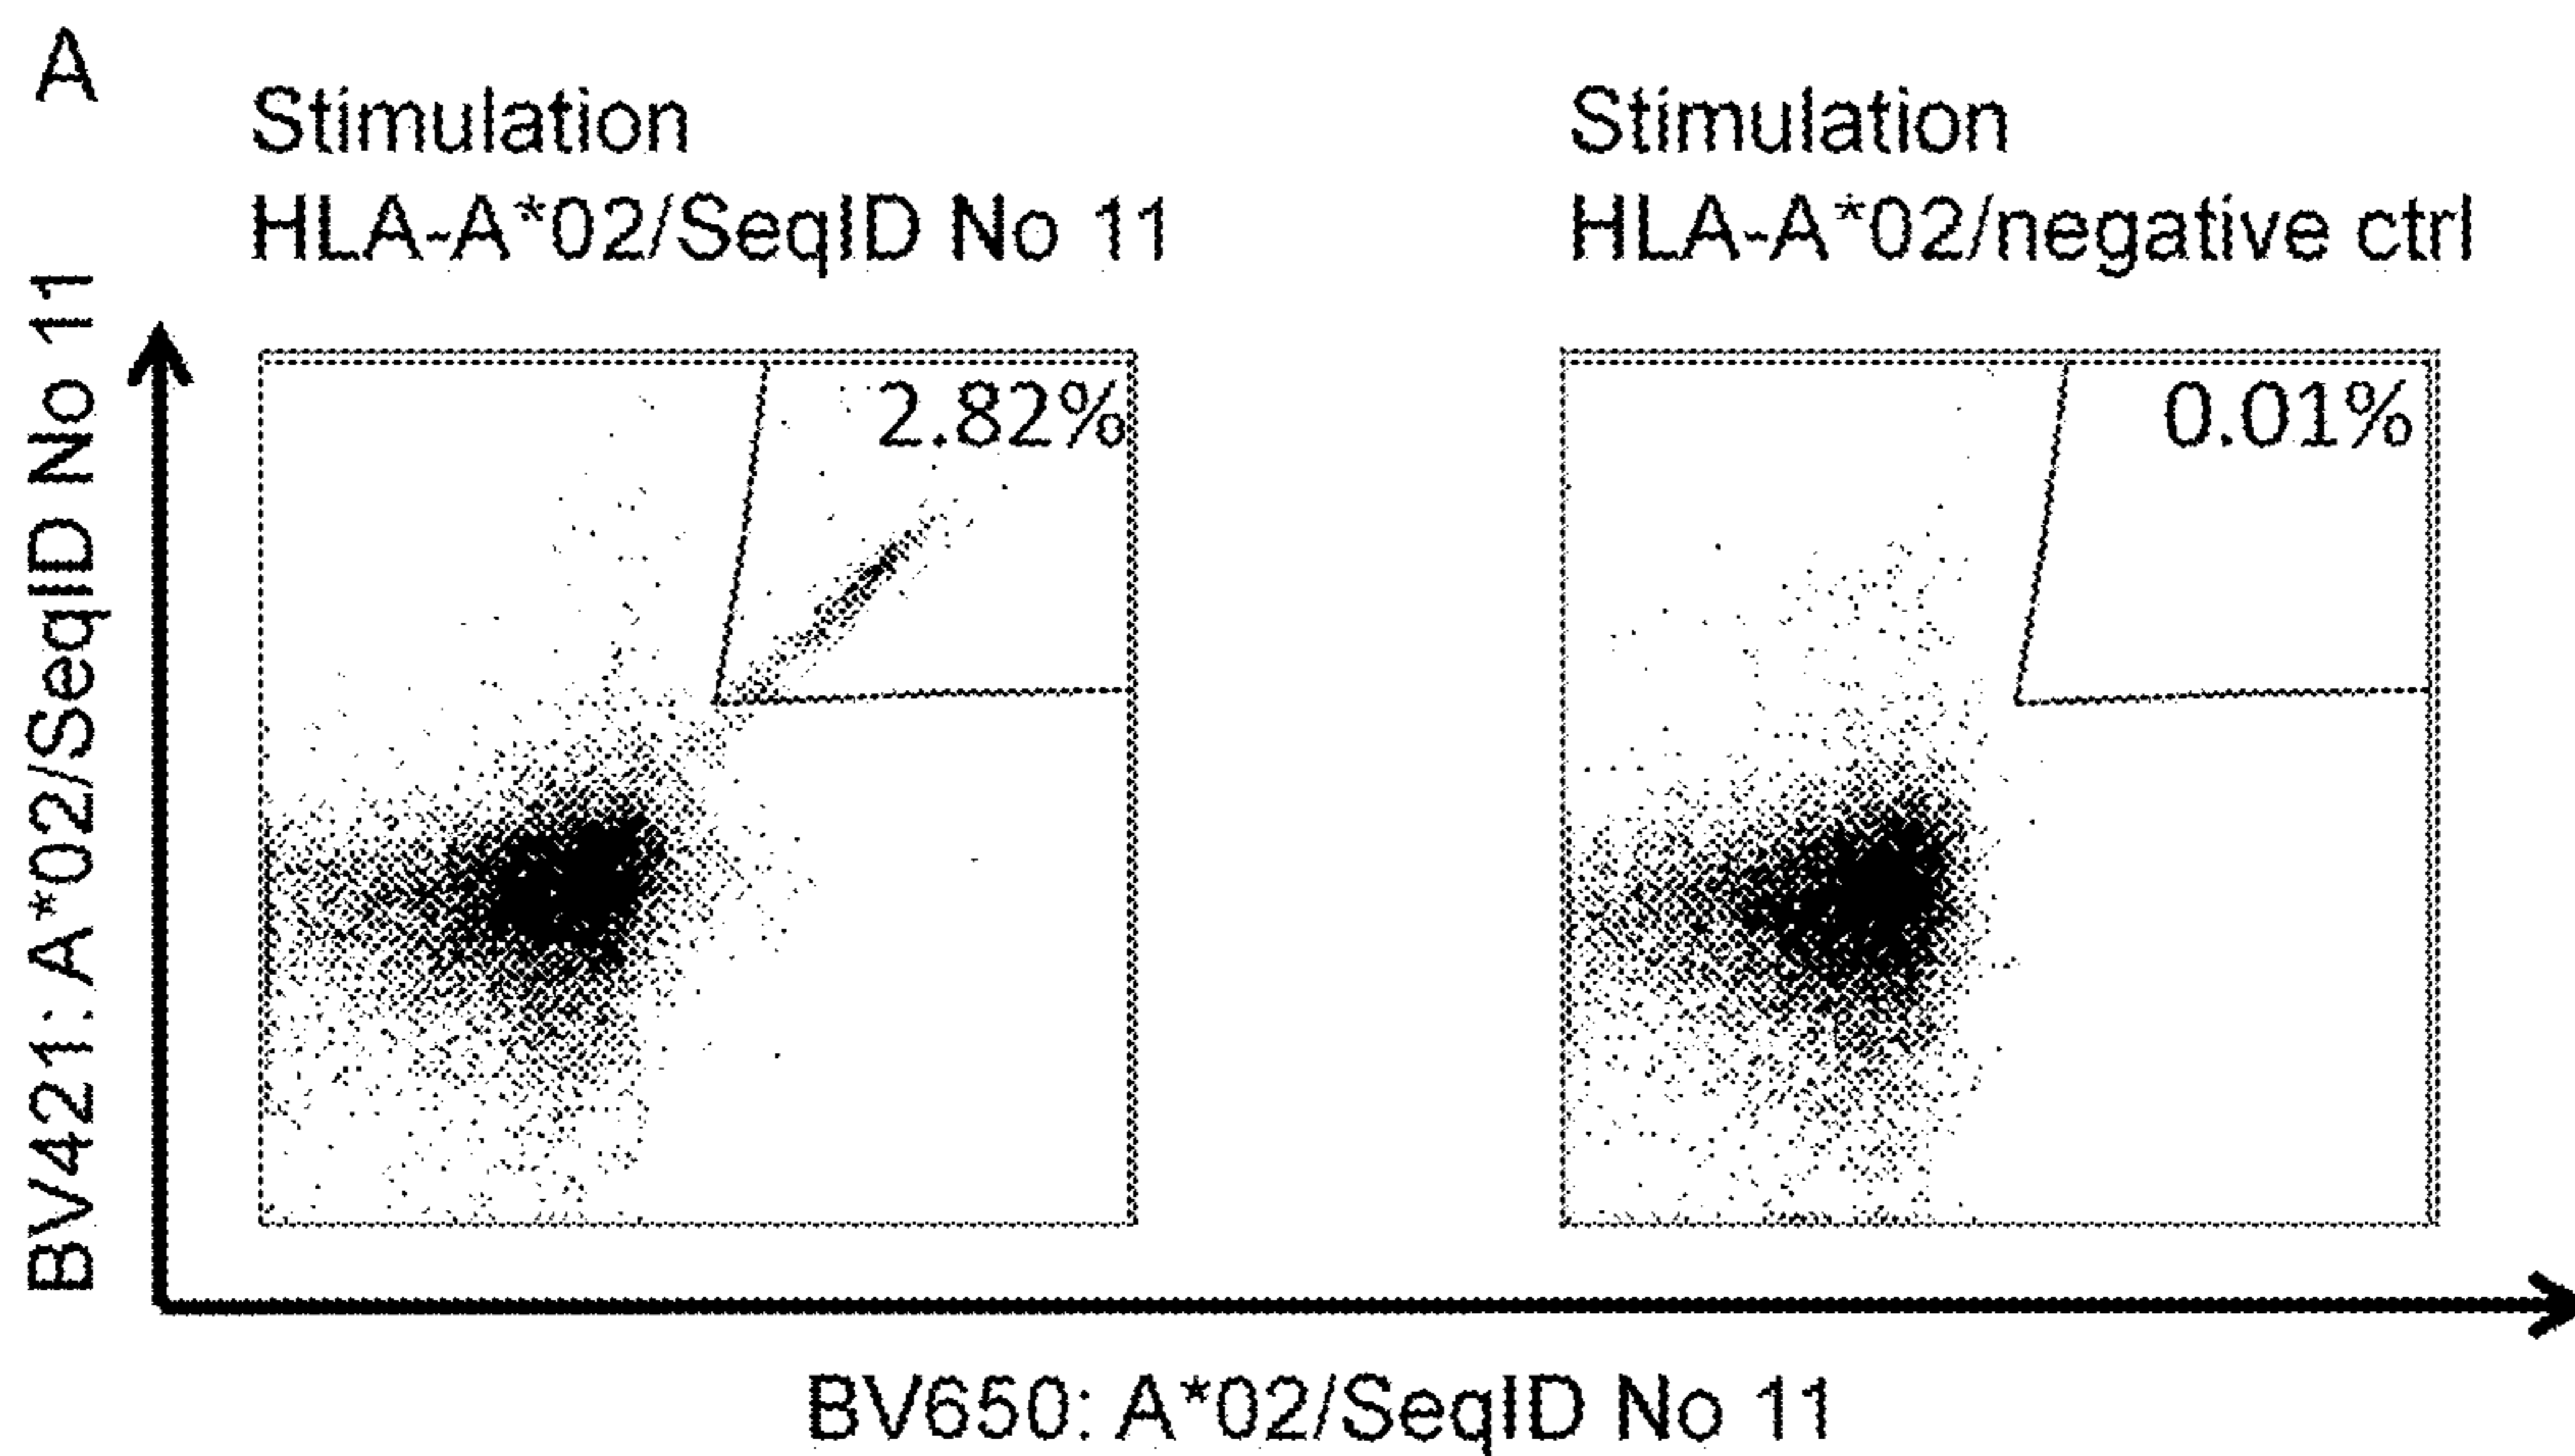 A
Stimulation
HLA-A*02/SeqID No 11
Stimulation
HLA-A*02/negative ctrl
BV421: A*02/SeqID No 11
2.82%
0.01%
BV650: A*02/SeqID No 11